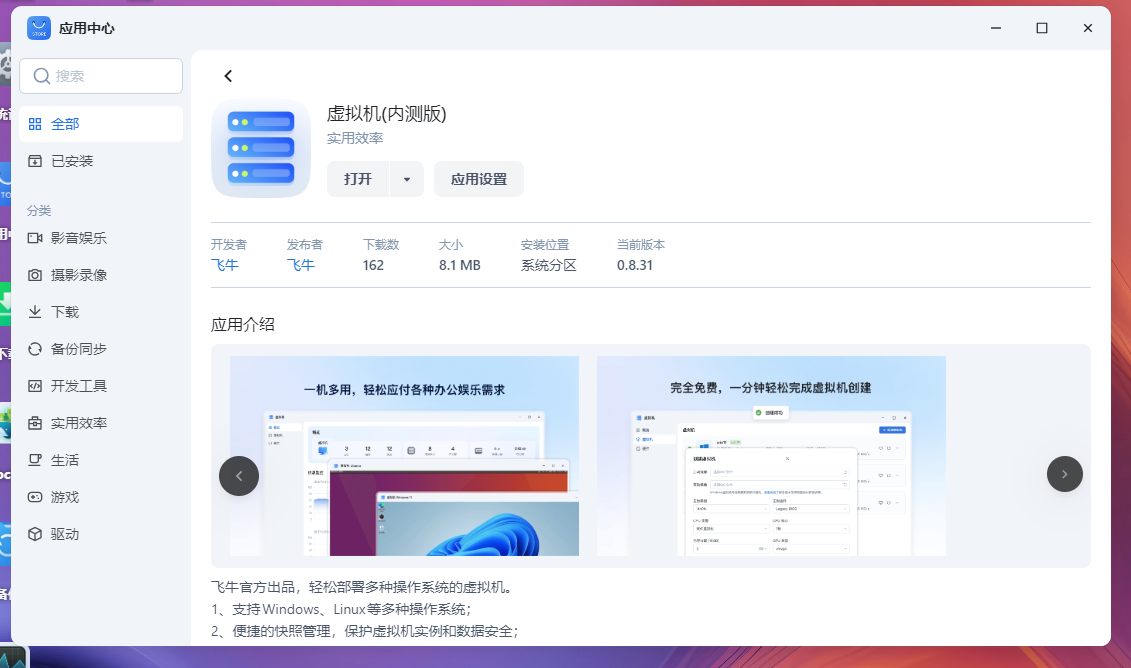 应用中心
搜索
全部
已安装
分类
影音娱乐
摄影录像
下载
备份同步
开发工具
实用效率
生活
游戏
驱动
虚拟机(内测版)
实用效率
打开
应用设置
开发者 发布者 下载数 大小 安装位置 当前版本
飞牛 飞牛 162 8.1 MB 系统分区 0.8.31
应用介绍
一机多用，轻松应付各种办公娱乐需求
完全免费，一分钟轻松完成虚拟机创建
飞牛官方出品，轻松部署多种操作系统的虚拟机。
1、支持Windows、Linux等多种操作系统；
2、便捷的快照管理，保护虚拟机实例和数据安全；